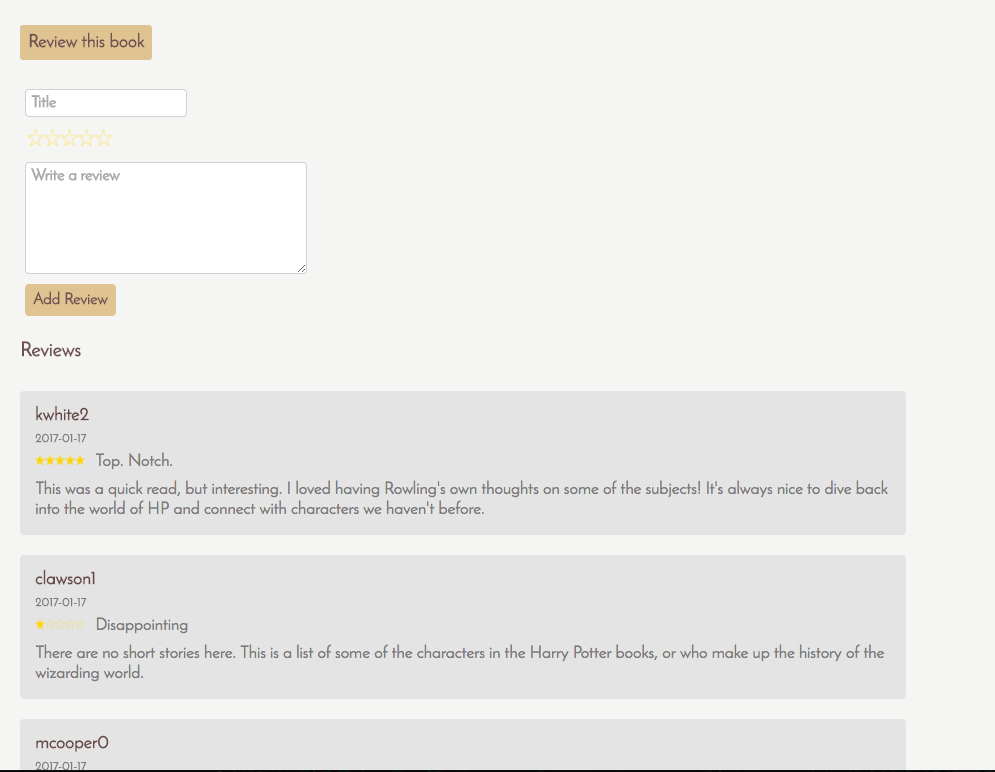 Review this book
Title
Write a review
Add Review
Reviews
kwhite2
2017-01-17
Top. Notch.
This was a quick read, but interesting. I loved having Rowling's own thoughts on some of the subjects! It's always nice to dive back
into the world of HP and connect with characters we haven't before.
clawson1
2017-01-17
Disappointing
There are no short stories here. This is a list of some of the characters in the Harry Potter books, or who make up the history of the
wizarding world.
mcooper0
2017-01-17